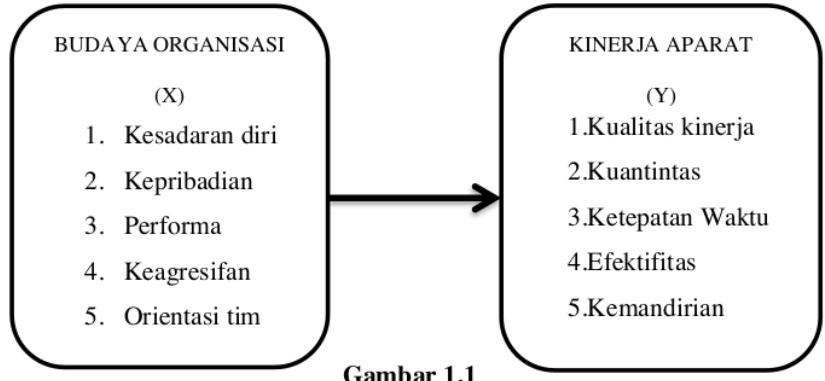 BUDAYA ORGANISASI
(X)
1. Kesadaran diri
2. Kepribadian
3. Performa
4. Keagresifan
5. Orientasi tim
KINERJA APARAT
(Y)
1.Kualitas kinerja
2.Kuantintas
3.Ketepatan Waktu
4.Efektifitas
5.Kemandirian
Gambar 1.1